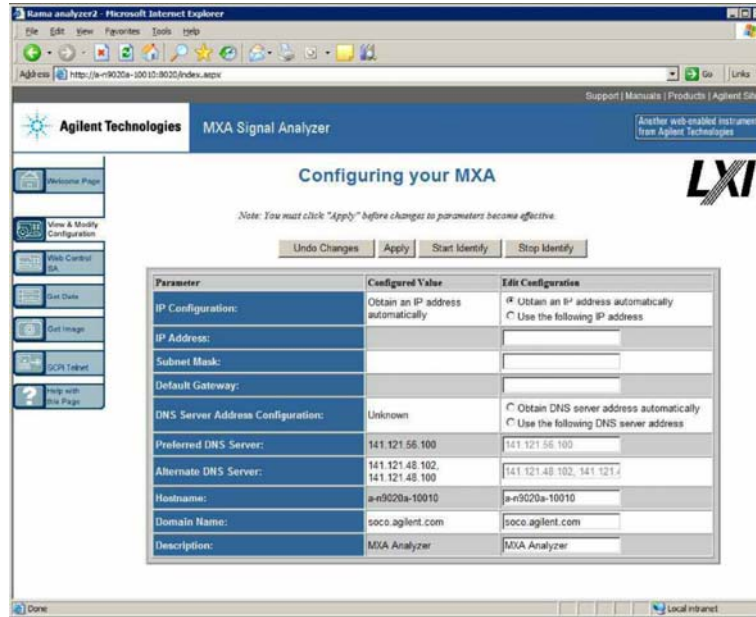 Rama analyzer2 - Microsoft Internet Explorer
File Edit View Favorites Tools Help
Address http://a-n9020a-10010:8020/index.aspx Go Links
Support | Manuals | Products | Agilent Site
Agilent Technologies MXA Signal Analyzer
Another web-enabled instrument
from Agilent Technologies
Welcome Page
View & Modify
Configuration
Web Control
SA
Get Data
Get Image
SCPI Telnet
Help with
this Page
Configuring your MXA
LXI
Note: You must click "Apply" before changes to parameters become effective.
Undo Changes Apply Start Identify Stop Identify
Parameter Configured Value Edit Configuration
IP Configuration: Obtain an IP address automatically Obtain an IP address automatically
Use the following IP address
IP Address:
Subnet Mask:
Default Gateway:
DNS Server Address Configuration: Unknown Obtain DNS server address automatically
Use the following DNS server address
Preferred DNS Server: 141.121.56.100 141.121.56.100
Alternate DNS Server: 141.121.48.102, 141.121.48.100 141.121.48.102, 141.121.4
Hostname: a-n9020a-10010 a-n9020a-10010
Domain Name: soco.agilent.com soco.agilent.com
Description: MXA Analyzer MXA Analyzer
Done Local intranet